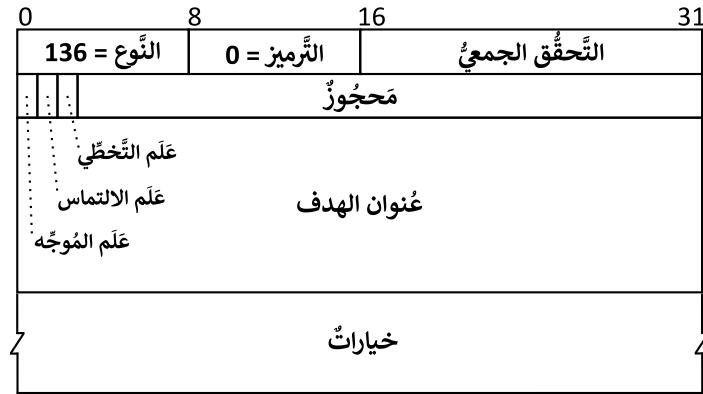 0 8 16 31
النَّوع = 136 التَّرميز = 0 التَّحقُّق الجمعيُّ
مَحجُوزٌ
عَلَم التَّخطِّي
عَلَم الالتماس
عُنوان الهدف
عَلَم المُوجِّه
خياراتٌ